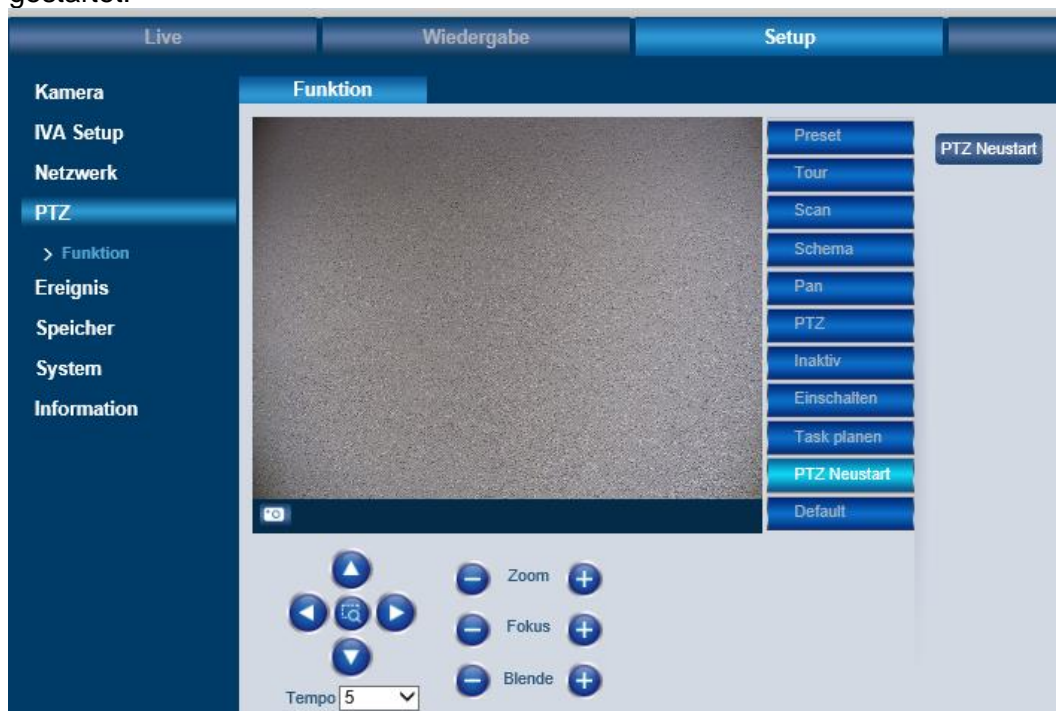 gestartet.
Live Wiedergabe Setup
Kamera
IVA Setup
Netzwerk
PTZ
> Funktion
Ereignis
Speicher
System
Information
Funktion
Preset
Tour
Scan
Schema
Pan
PTZ
Inaktiv
Einschalten
Task planen
PTZ Neustart
Default
PTZ Neustart
Zoom
Fokus
Blende
Tempo 5